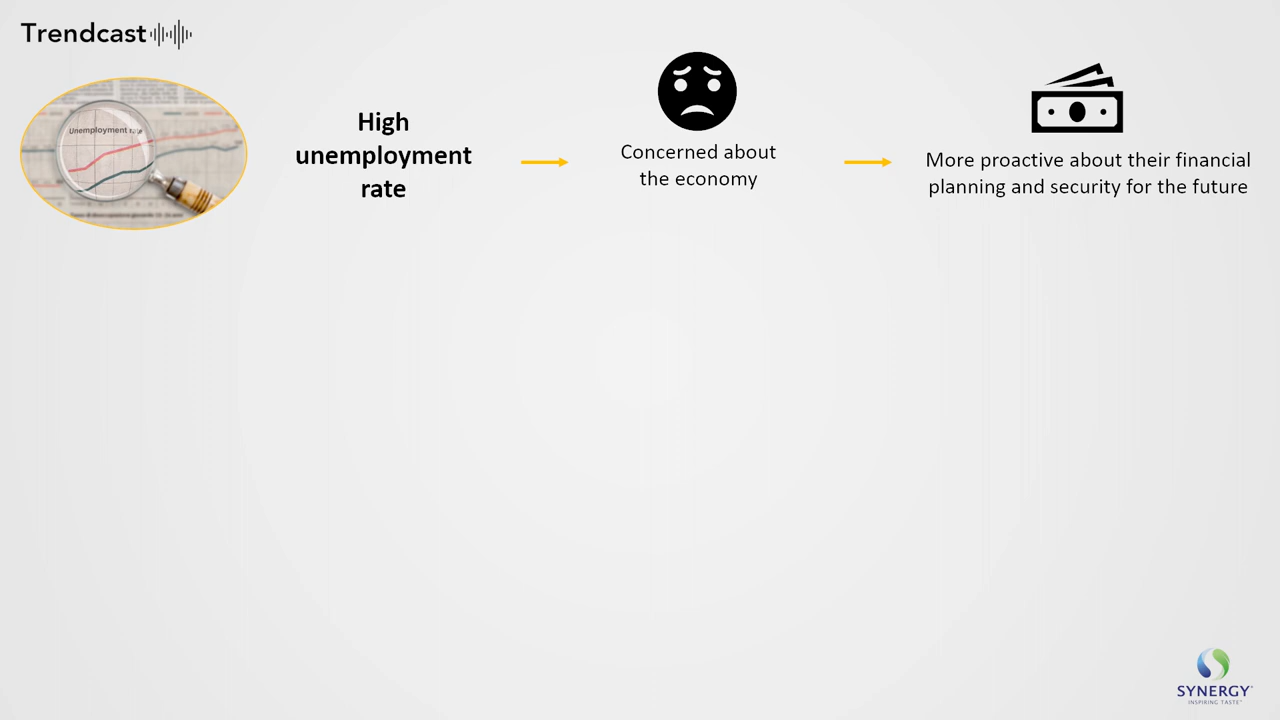 Trendcast
Unemployment rate
High
unemployment
rate
Concerned about
the economy
More proactive about their financial
planning and security for the future
SYNERGY
INSPIRING TASTE